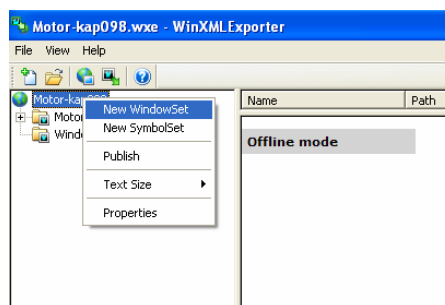 Motor-kap098.wxe - WinXMLExporter
File View Help
Name Path
New WindowSet
New SymbolSet
Publish
Text Size
Properties
Offline mode